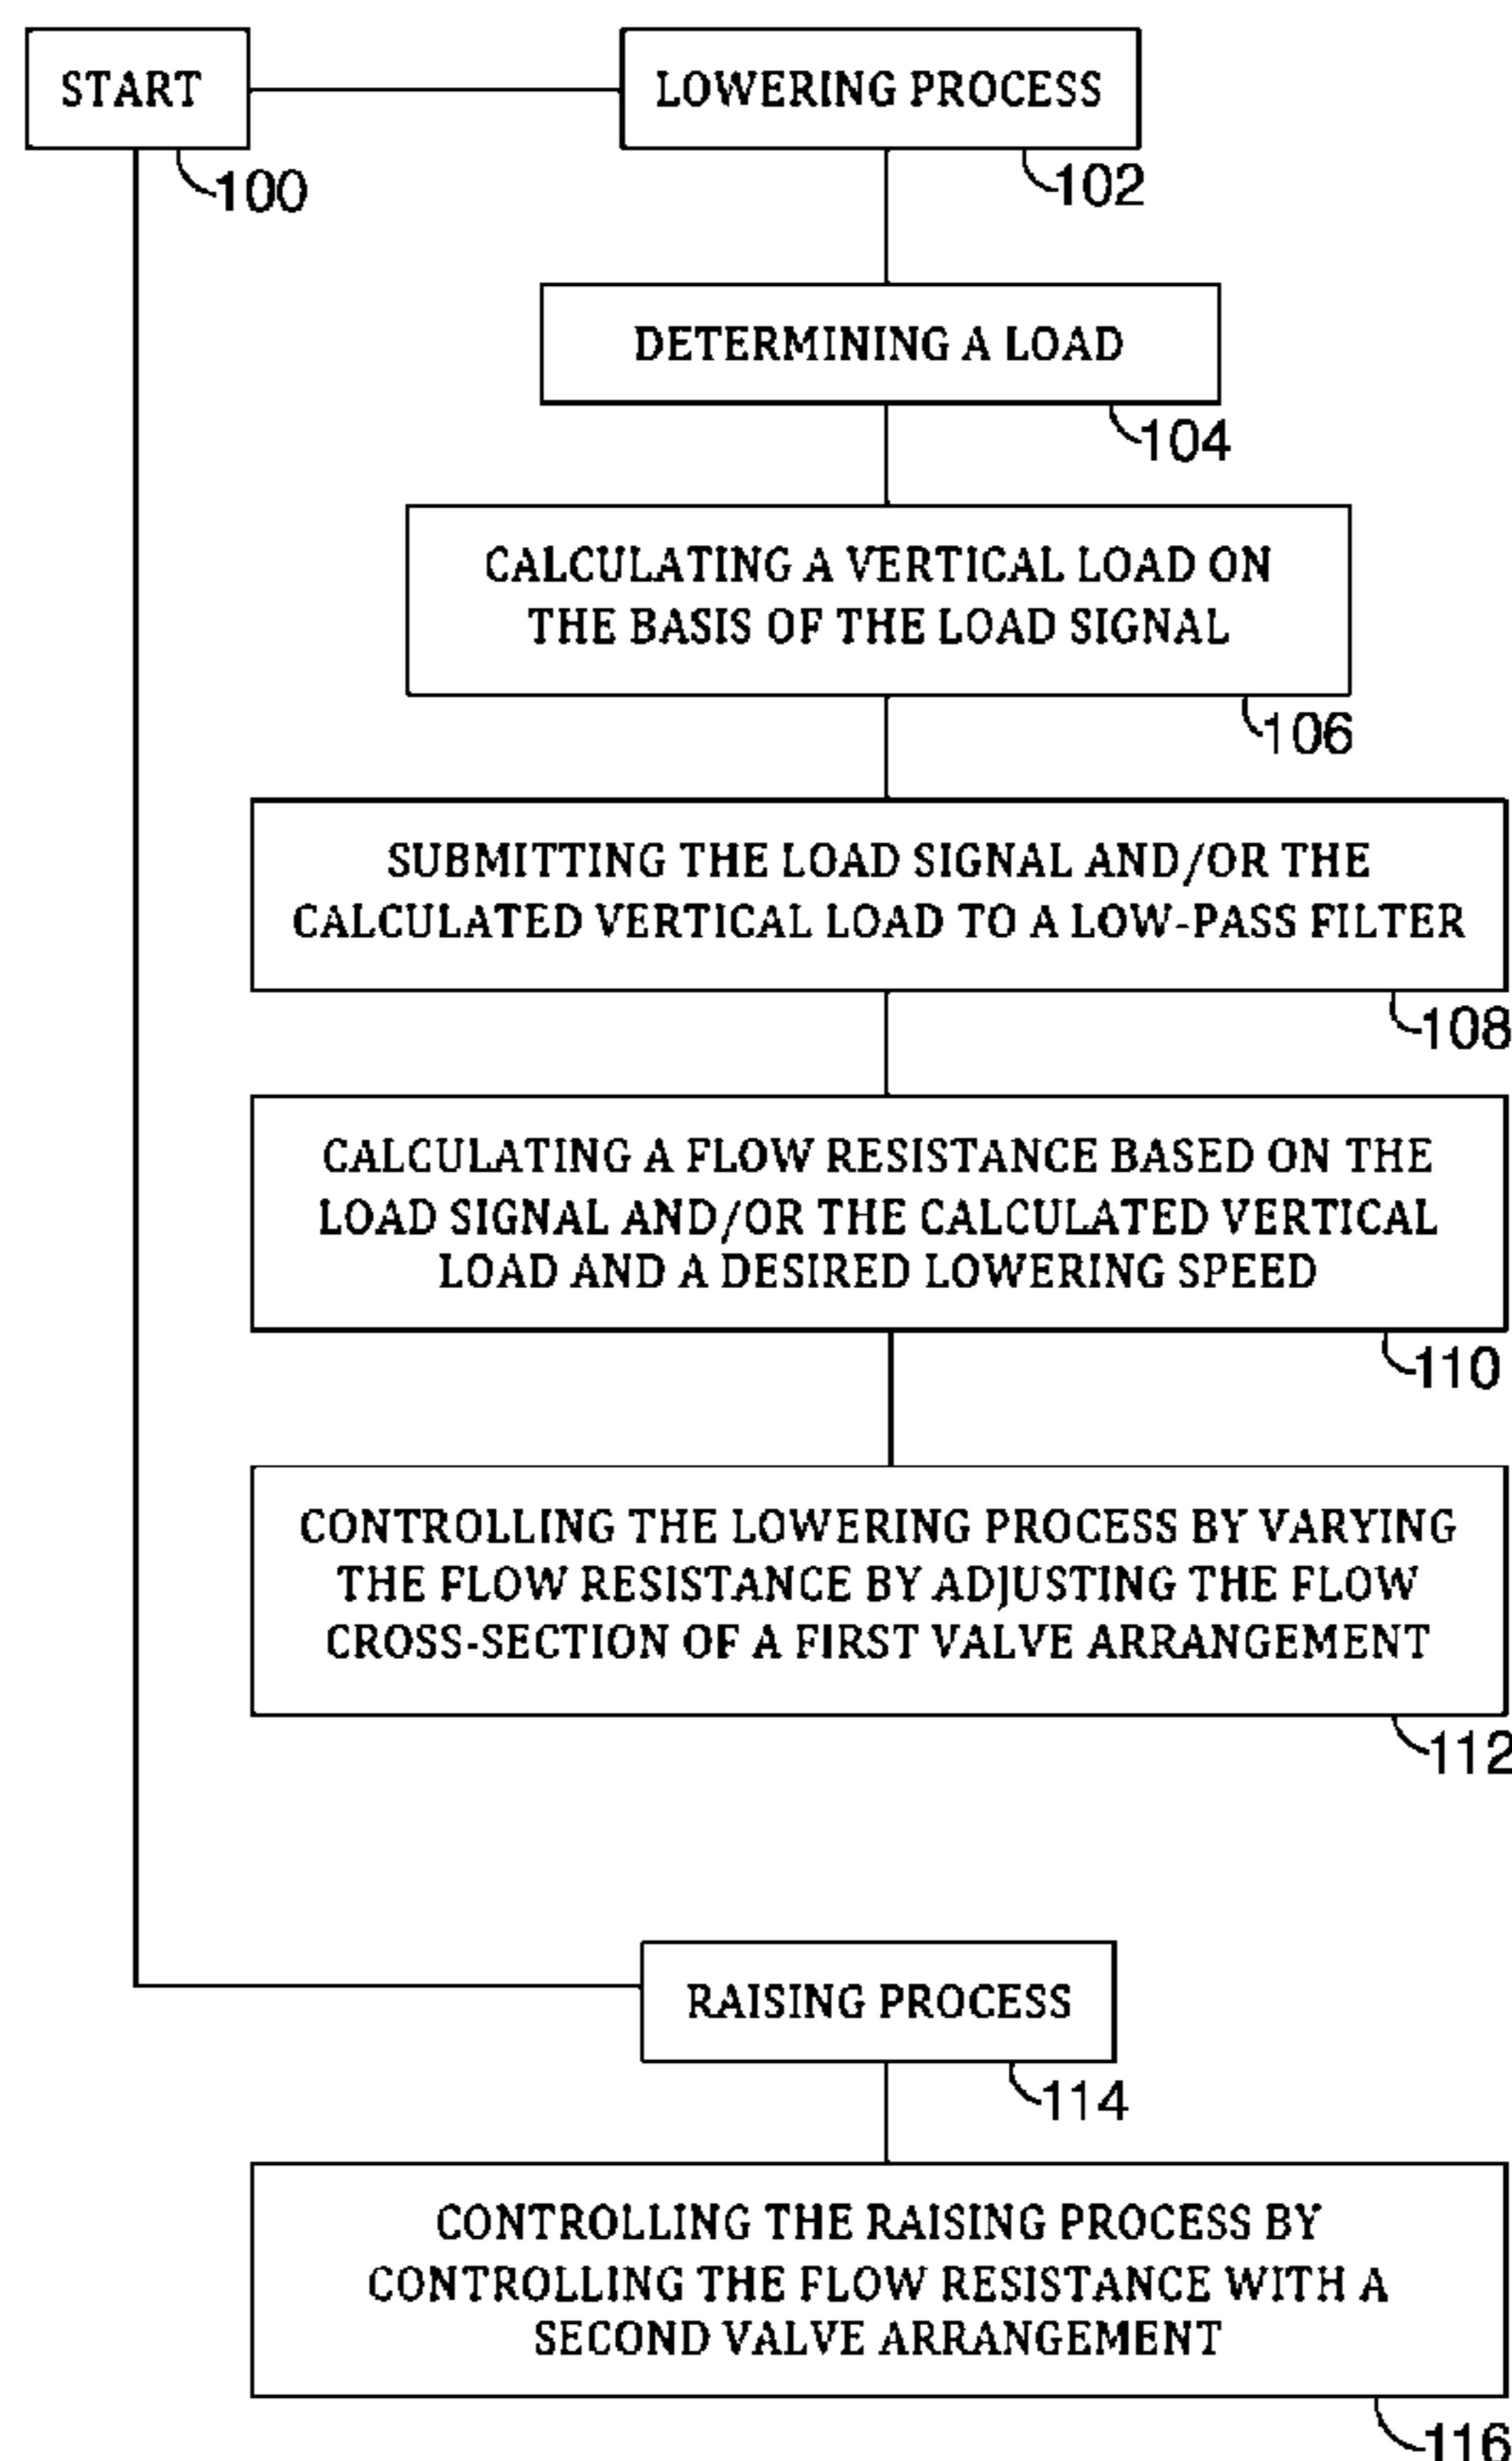 START
100
LOWERING PROCESS
102
DETERMINING A LOAD
104
CALCULATING A VERTICAL LOAD ON
THE BASIS OF THE LOAD SIGNAL
106
SUBMITTING THE LOAD SIGNAL AND/OR THE
CALCULATED VERTICAL LOAD TO A LOW-PASS FILTER
108
CALCULATING A FLOW RESISTANCE BASED ON THE
LOAD SIGNAL AND/OR THE CALCULATED VERTICAL
LOAD AND A DESIRED LOWERING SPEED
110
CONTROLLING THE LOWERING PROCESS BY VARYING
THE FLOW RESISTANCE BY ADJUSTING THE FLOW
CROSS-SECTION OF A FIRST VALVE ARRANGEMENT
112
RAISING PROCESS
114
CONTROLLING THE RAISING PROCESS BY
CONTROLLING THE FLOW RESISTANCE WITH A
SECOND VALVE ARRANGEMENT
116